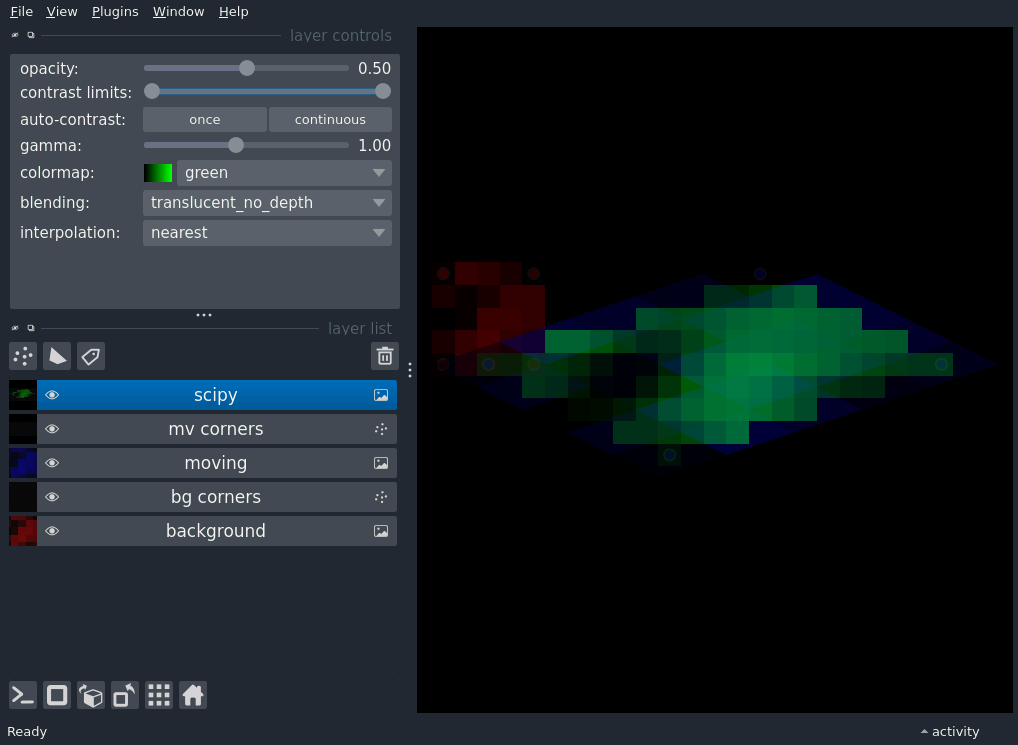 File View Plugins Window Help
layer controls
opacity: 0.50
contrast limits:
auto-contrast: once continuous
gamma: 1.00
colormap: green
blending: translucent_no_depth
interpolation: nearest
layer list
scipy
mv corners
moving
bg corners
background
Ready activity